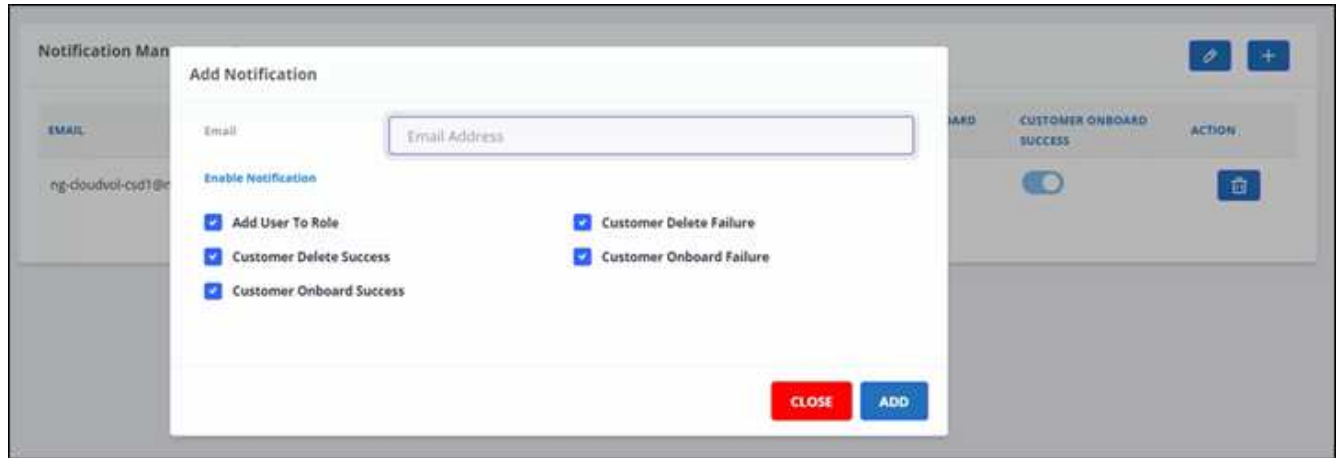 Notification Man
Add Notification
EMAIL
Email
Email Address
CUSTOMER ONBOARD
SUCCESS
ACTION
ng-cloudvol-csd1@
Enable Notification
Add User To Role
Customer Delete Failure
Customer Delete Success
Customer Onboard Failure
Customer Onboard Success
CLOSE
ADD